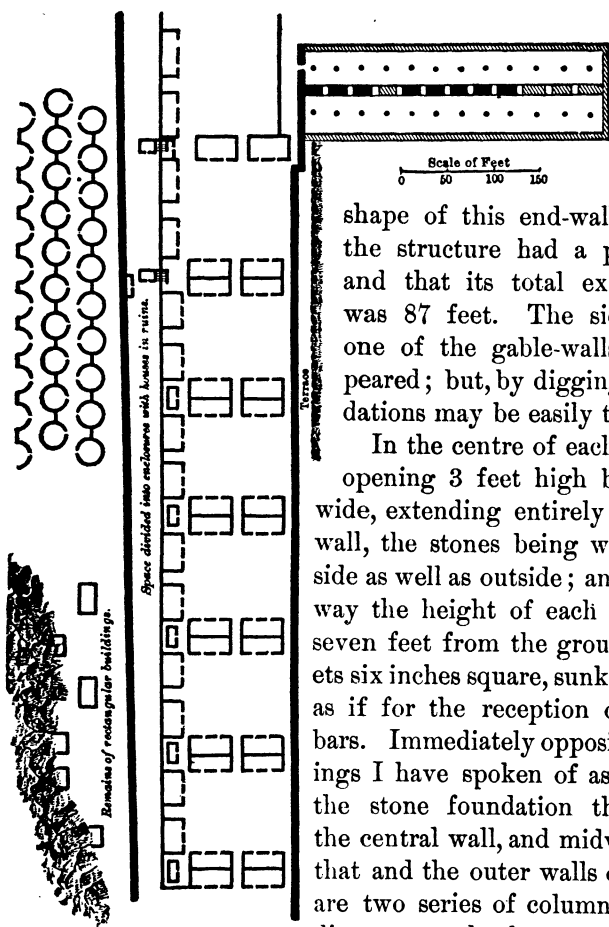 Scale of Feet
0 50 100 150
Space divided into enclosures with houses in ruins.
Terrace
Remains of rectangular buildings.
shape of this end-wal
the structure had a p
and that its total ex
was 87 feet. The si
one of the gable-walls
peared; but, by digging
dations may be easily t
In the centre of each
opening 3 feet high b
wide, extending entirely
wall, the stones being w
side as well as outside; an
way the height of each
seven feet from the grou
ets six inches square, sunk
as if for the reception o
bars. Immediately opposi
ings I have spoken of as
the stone foundation th
the central wall, and midw
that and the outer walls o
are two series of column